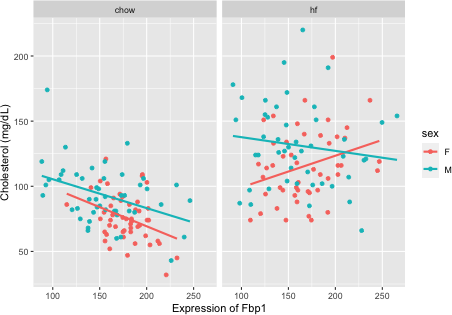 chow hf
200
150
100
50
Cholesterol (mg/dL)
100 150 200 250 100 150 200 250
Expression of Fbp1
sex
F
M